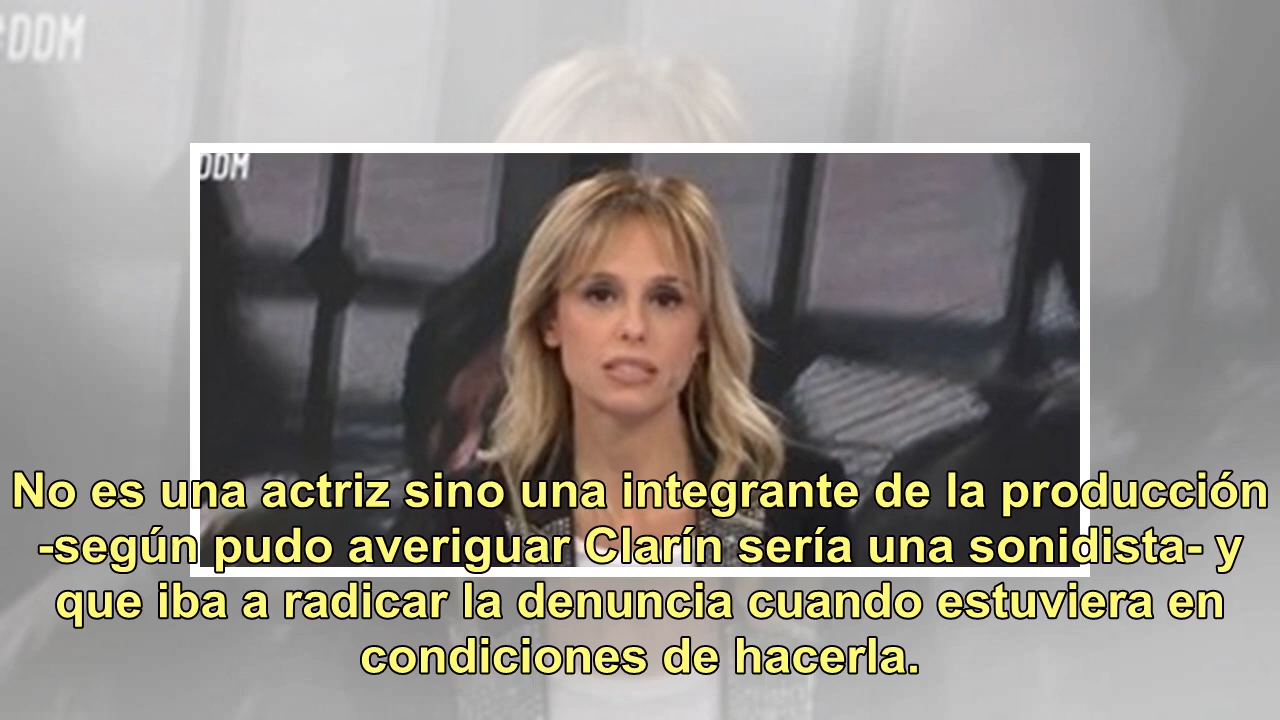 #DDM
DDM
No es una actriz sino una integrante de la producción
-según pudo averiguar Clarín sería una sonidista- y
que iba a radicar la denuncia cuando estuviera en
condiciones de hacerla.